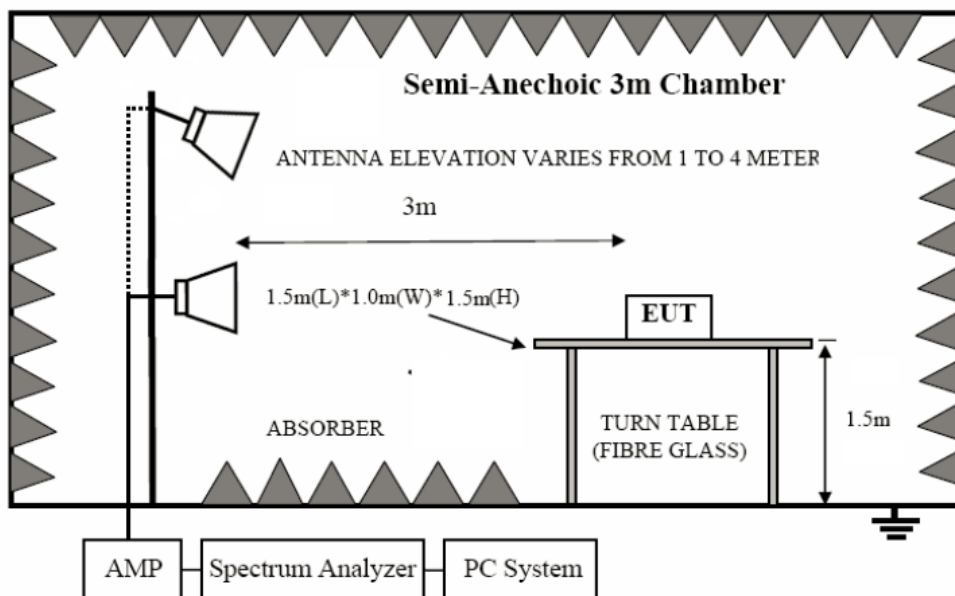 Semi-Anechoic 3m Chamber
ANTENNA ELEVATION VARIES FROM 1 TO 4 METER
3m
1.5m(L)*1.0m(W)*1.5m(H)
EUT
ABSORBER
TURN TABLE
(FIBRE GLASS)
1.5m
AMP
Spectrum Analyzer
PC System